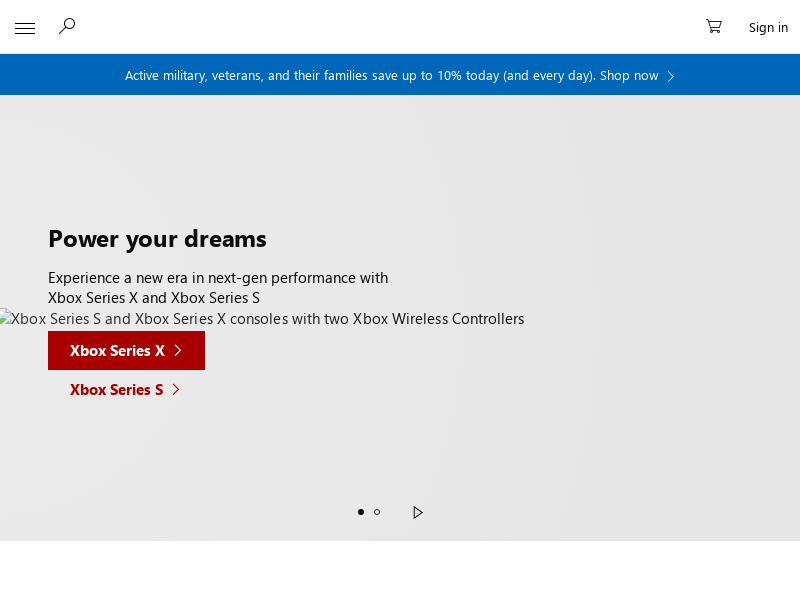 Sign in
Active military, veterans, and their families save up to 10% today (and every day). Shop now
Power your dreams
Experience a new era in next-gen performance with
Xbox Series X and Xbox Series S
Xbox Series S and Xbox Series X consoles with two Xbox Wireless Controllers
Xbox Series X
Xbox Series S